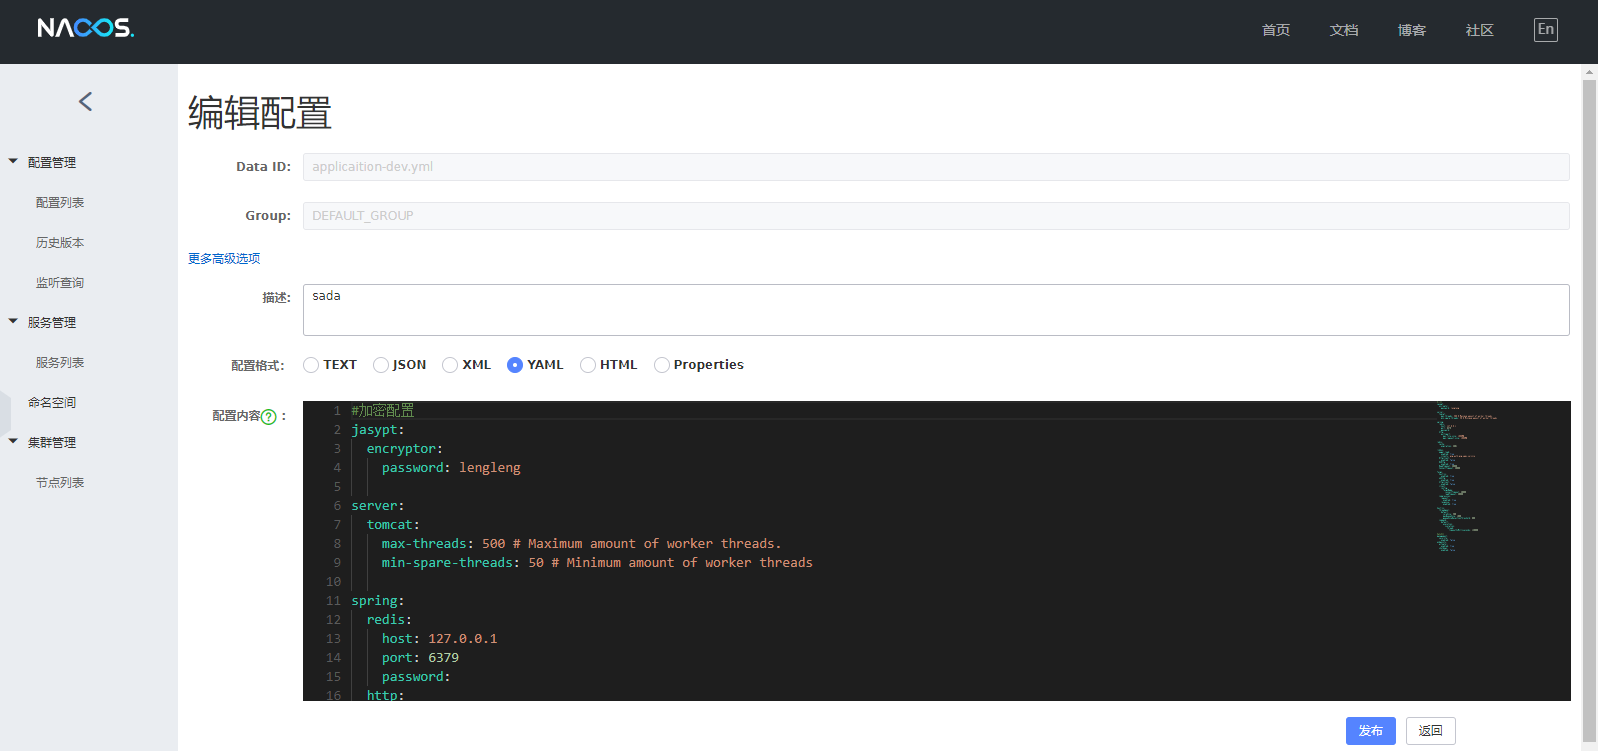 NACOS.
首页 文档 博客 社区 En
编辑配置
配置管理
配置列表
历史版本
监听查询
服务管理
服务列表
命名空间
集群管理
节点列表
Data ID: applicaition-dev.yml
Group: DEFAULT_GROUP
更多高级选项
描述: sada
配置格式: TEXT JSON XML YAML HTML Properties
配置内容? :
1 #加密配置
2 jasypt:
3 encryptor:
4 password: lengleng
5
6 server:
7 tomcat:
8 max-threads: 500 # Maximum amount of worker threads.
9 min-spare-threads: 50 # Minimum amount of worker threads
10
11 spring:
12 redis:
13 host: 127.0.0.1
14 port: 6379
15 password:
16 http:
发布 返回